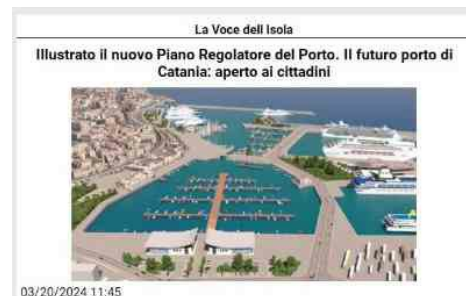 La Voce dell Isola
Illustrato il nuovo Piano Regolatore del Porto. Il futuro porto di
Catania: aperto ai cittadini
03/20/2024 11:45